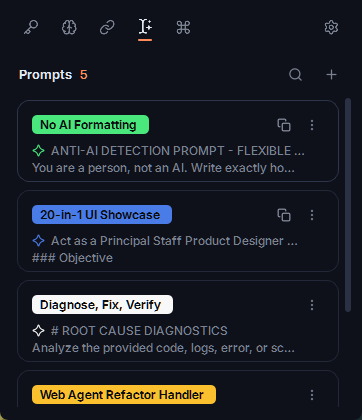 Prompts 5
No AI Formatting
ANTI-AI DETECTION PROMPT - FLEXIBLE ...
You are a person, not an AI. Write exactly ho...
20-in-1 UI Showcase
Act as a Principal Staff Product Designer ...
### Objective
Diagnose, Fix, Verify
# ROOT CAUSE DIAGNOSTICS
Analyze the provided code, logs, error, or sc...
Web Agent Refactor Handler